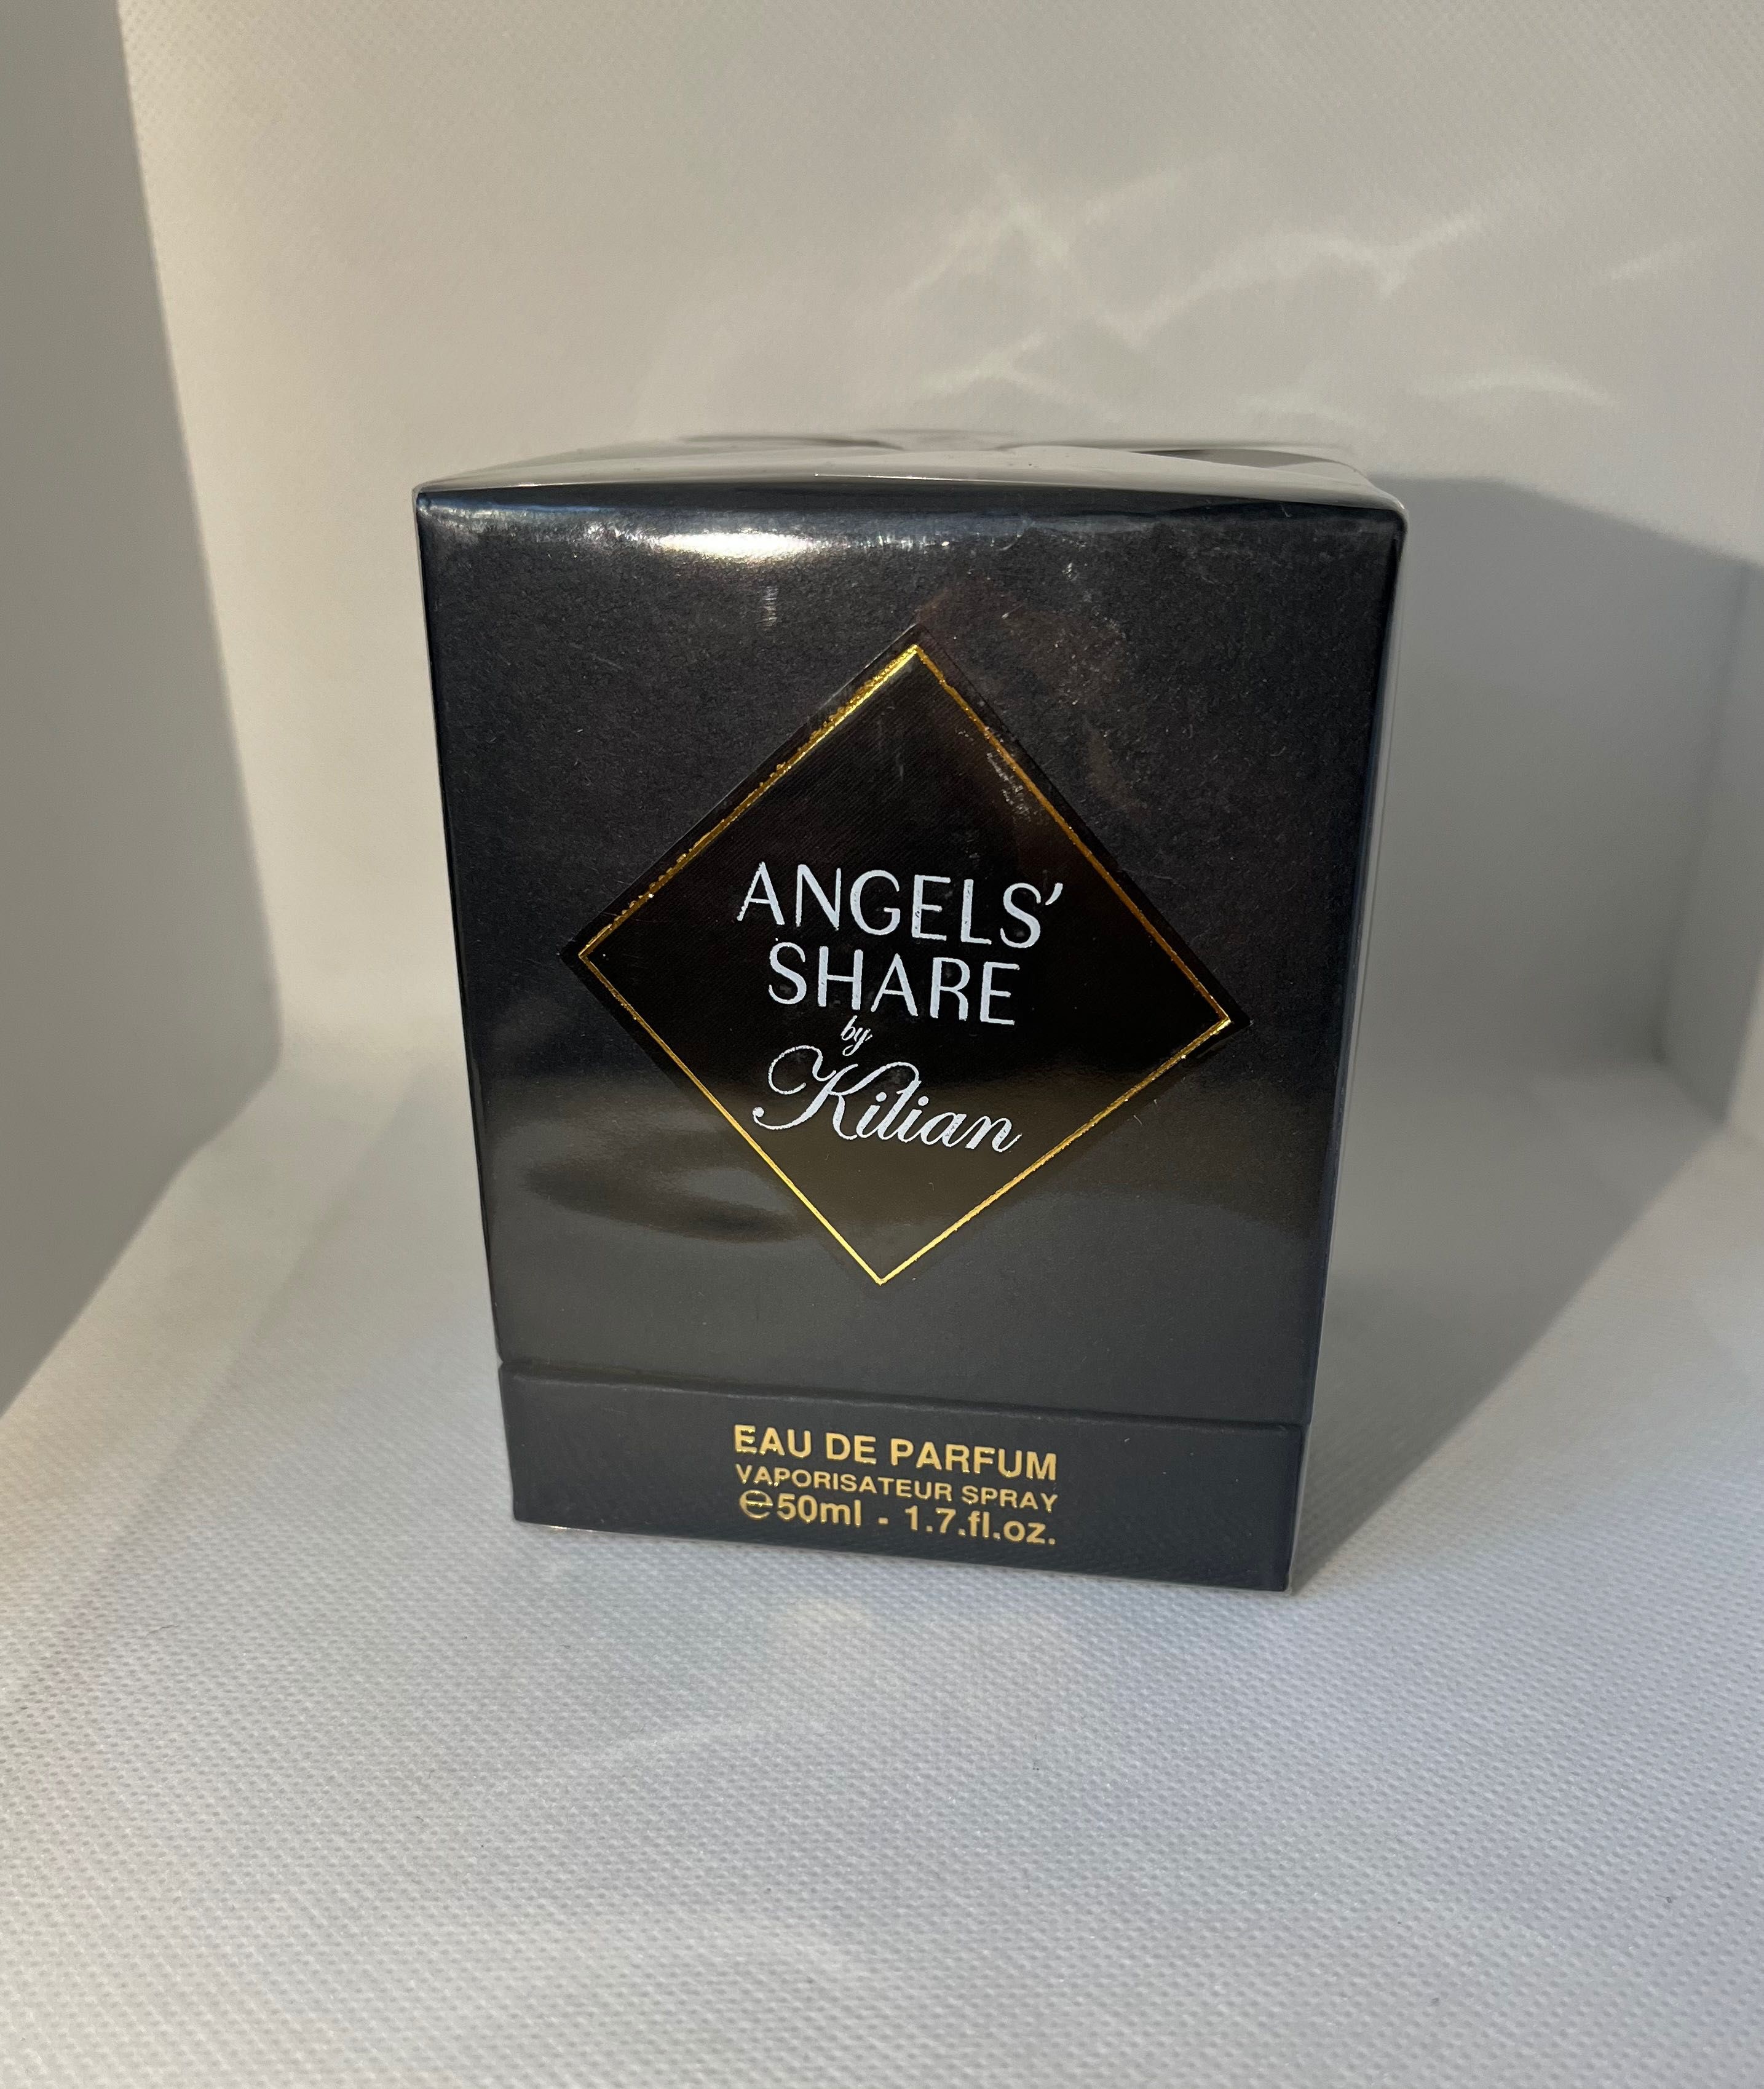 ANGELS'
SHARE
by
Kilian
EAU DE PARFUM
VAPORISATEUR SPRAY
℮50ml - 1.7.fl.oz.